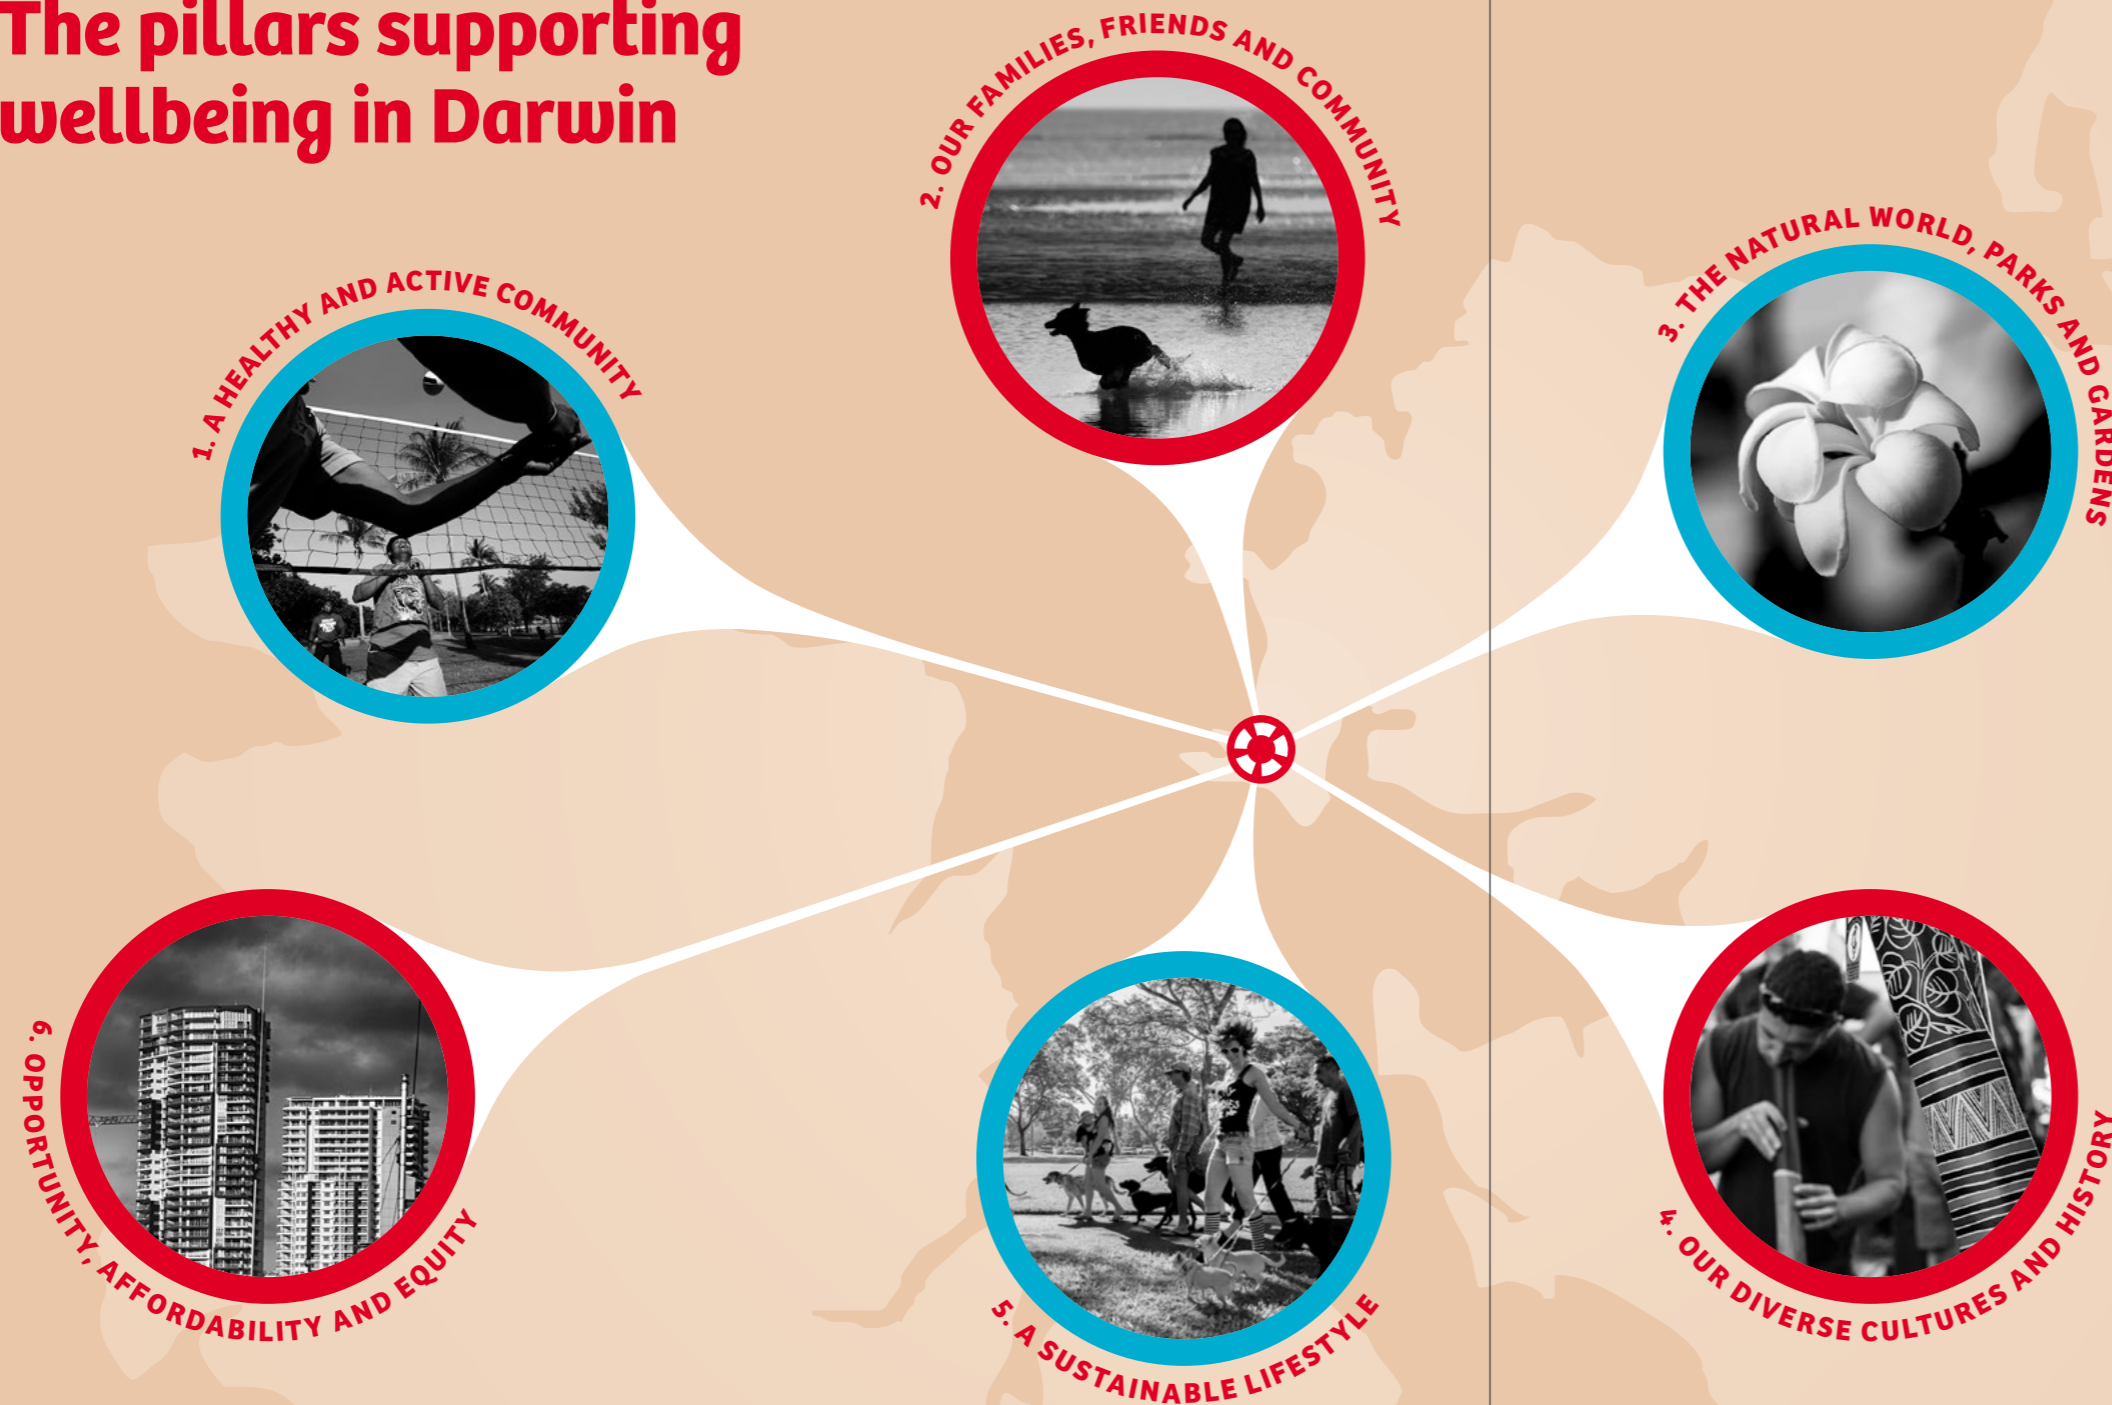 The pillars supporting
wellbeing in Darwin
1. A HEALTHY AND ACTIVE COMMUNITY
2. OUR FAMILIES, FRIENDS AND COMMUNITY
3. THE NATURAL WORLD, PARKS AND GARDENS
4. OUR DIVERSE CULTURES AND HISTORY
5. A SUSTAINABLE LIFESTYLE
6. OPPORTUNITY, AFFORDABILITY AND EQUITY